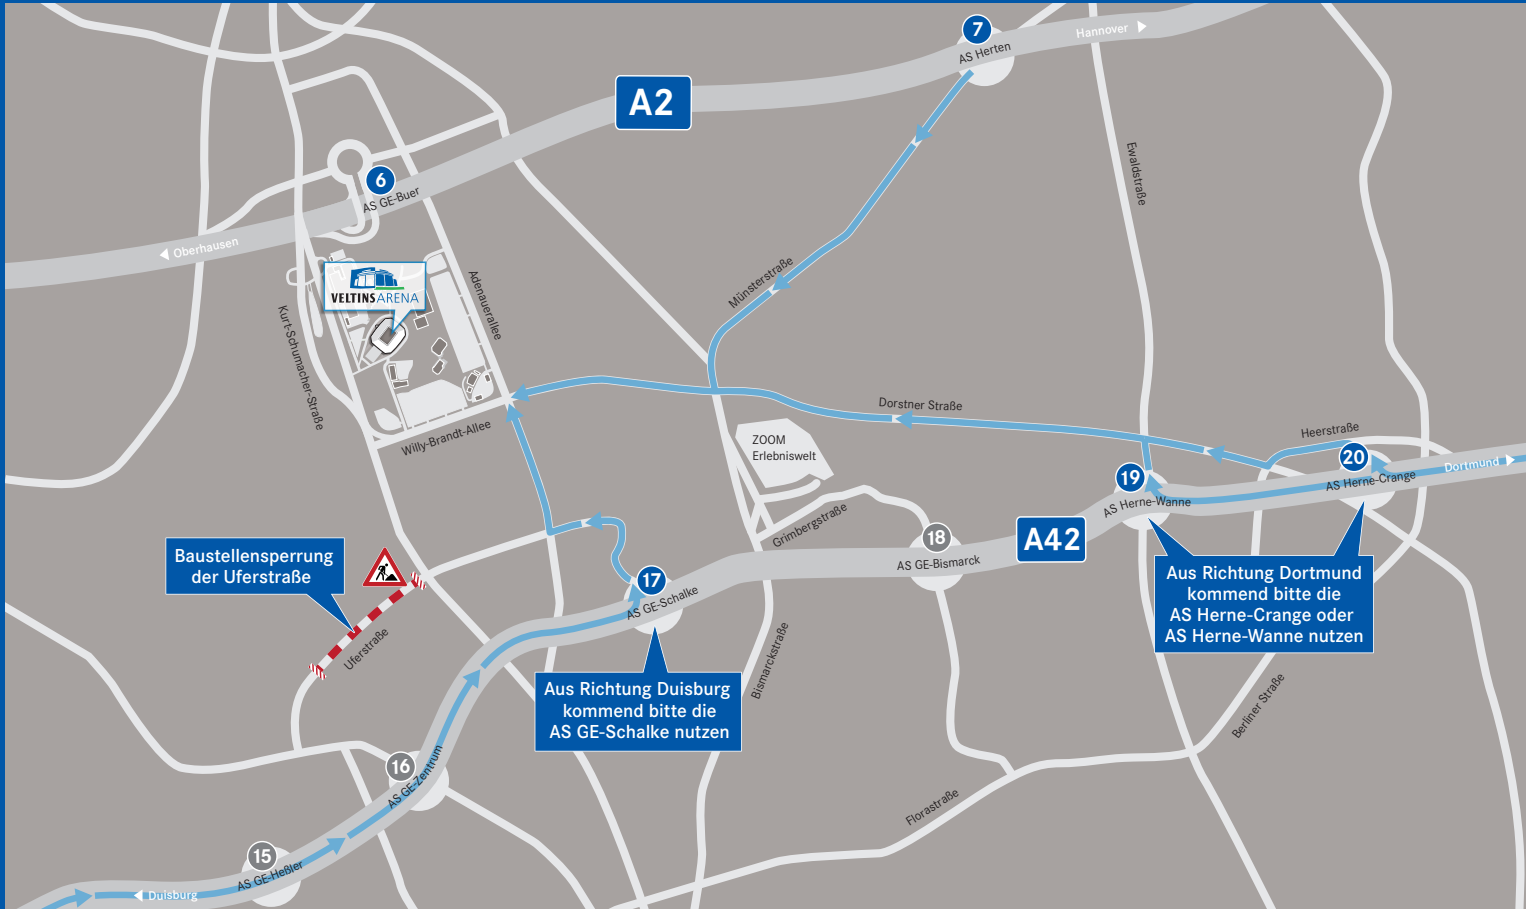 7
AS Herten
Hannover
A2
6
AS GE-Buer
Oberhausen
Ewaldstraße
VELTINS ARENA
Adenauerallee
Münsterstraße
Kurt-Schumacher-Straße
Willy-Brandt-Allee
Dorstner Straße
ZOOM
Erlebniswelt
Heerstraße
20
AS Herne-Crange
Dortmund
19
AS Herne-Wanne
Grimbergstraße
18
AS GE-Bismarck
A42
Baustellensperrung
der Uferstraße
Uferstraße
17
AS GE-Schalke
Aus Richtung Dortmund
kommend bitte die
AS Herne-Crange oder
AS Herne-Wanne nutzen
Aus Richtung Duisburg
kommend bitte die
AS GE-Schalke nutzen
Bismarckstraße
Berliner Straße
16
AS GE-Zentrum
Florastraße
15
AS GE-Heßler
Duisburg